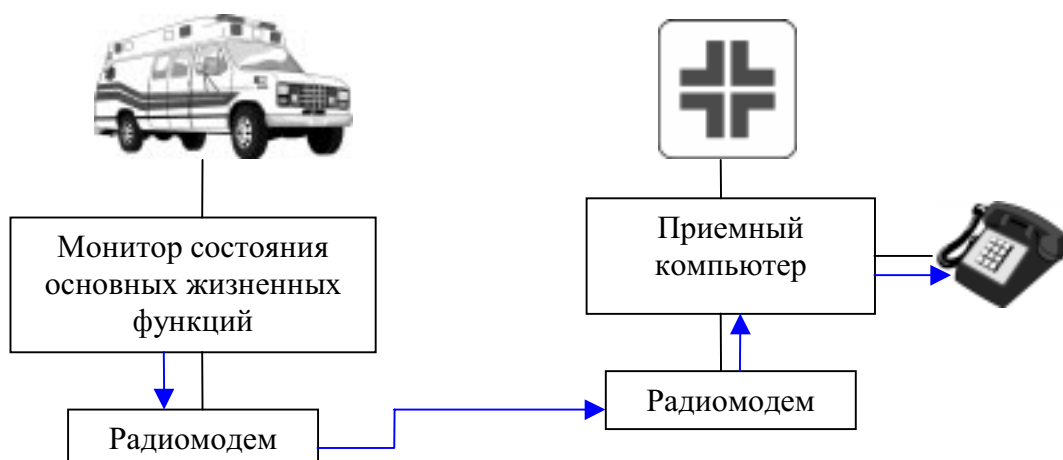 Монитор состояния
основных жизненных
функций
Радиомодем
Приемный
компьютер
Радиомодем